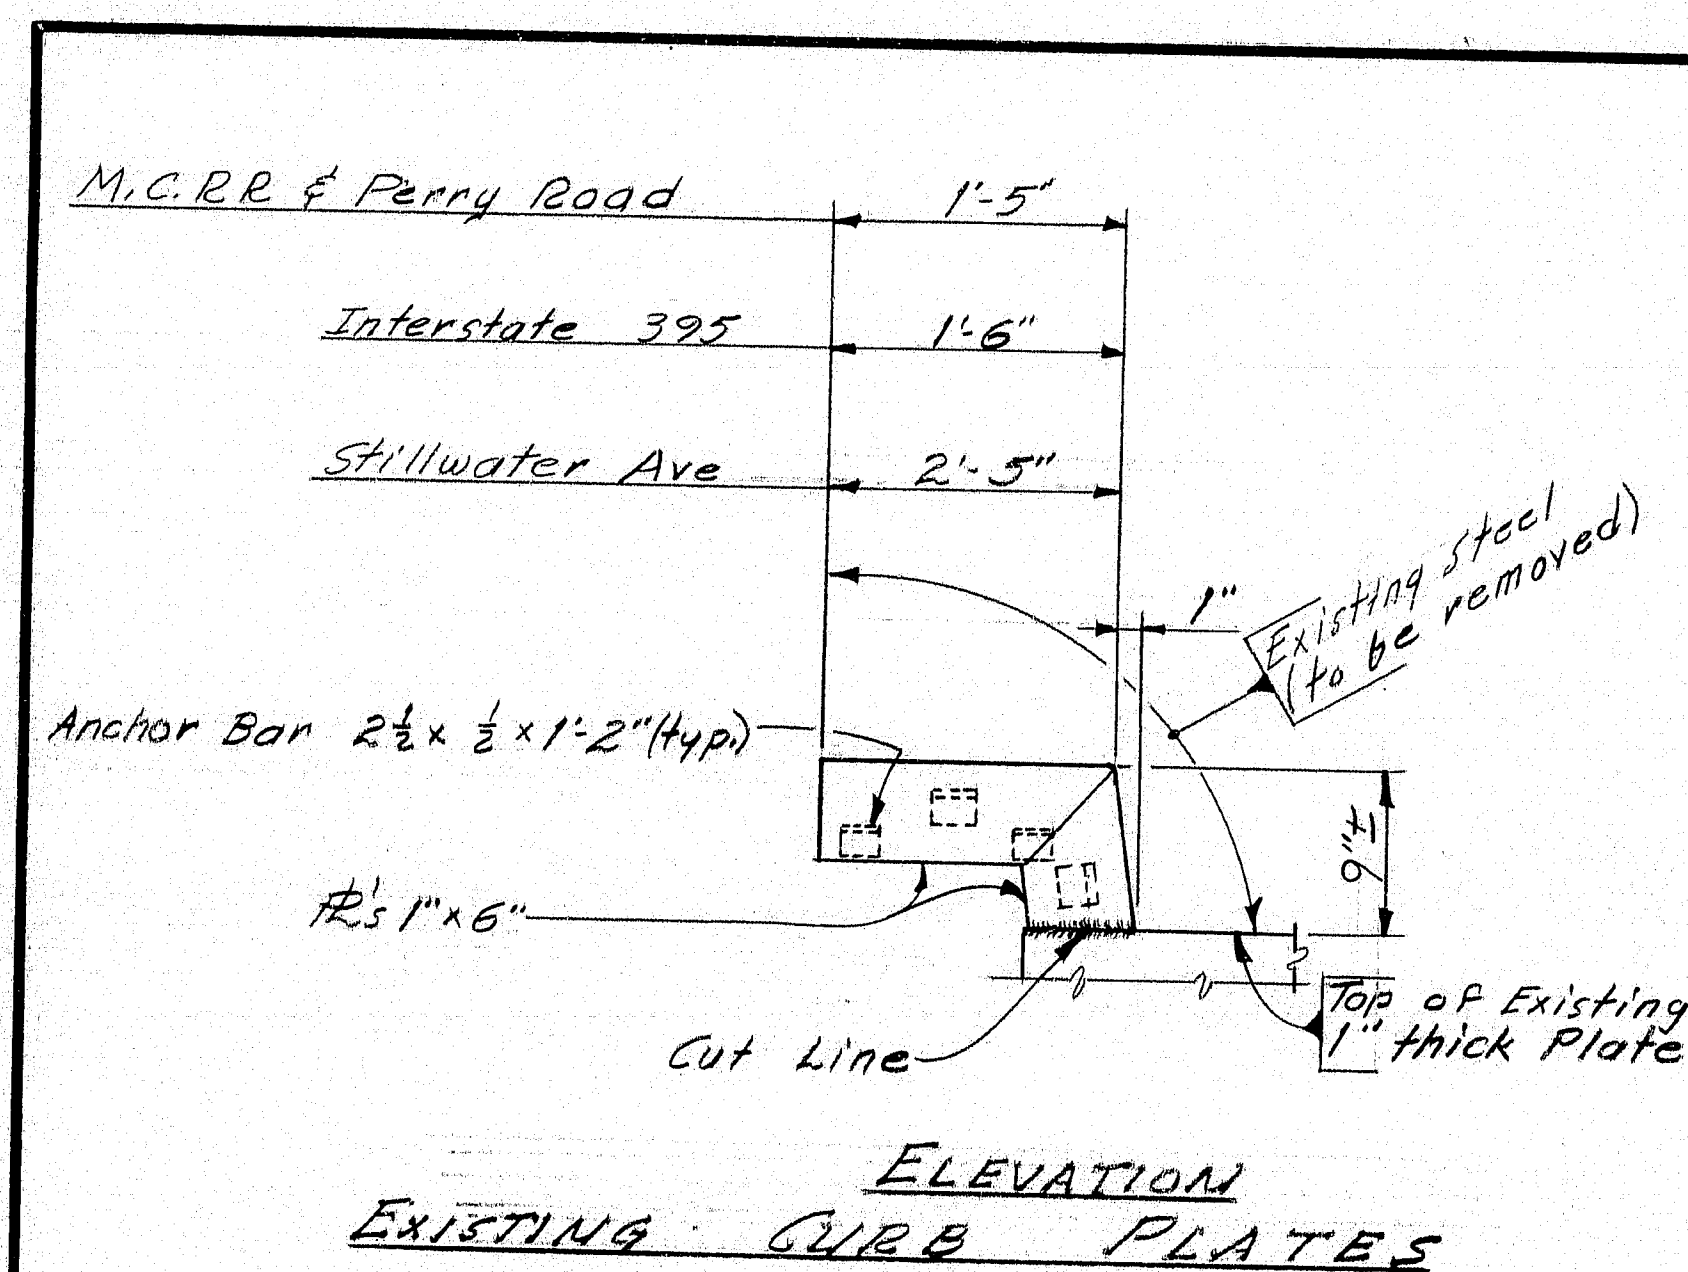 M.C.RR & Perry Road 1'-5"
Interstate 395 1'-6"
Stillwater Ave 2'-5"
1"
Existing Steel
(to be removed)
Anchor Bar 2½ x ½ x 1'-2" (typ.)
9"±
PL's 1" x 6"
Cut Line
Top of Existing
1" thick Plate
ELEVATION
EXISTING CURB PLATES